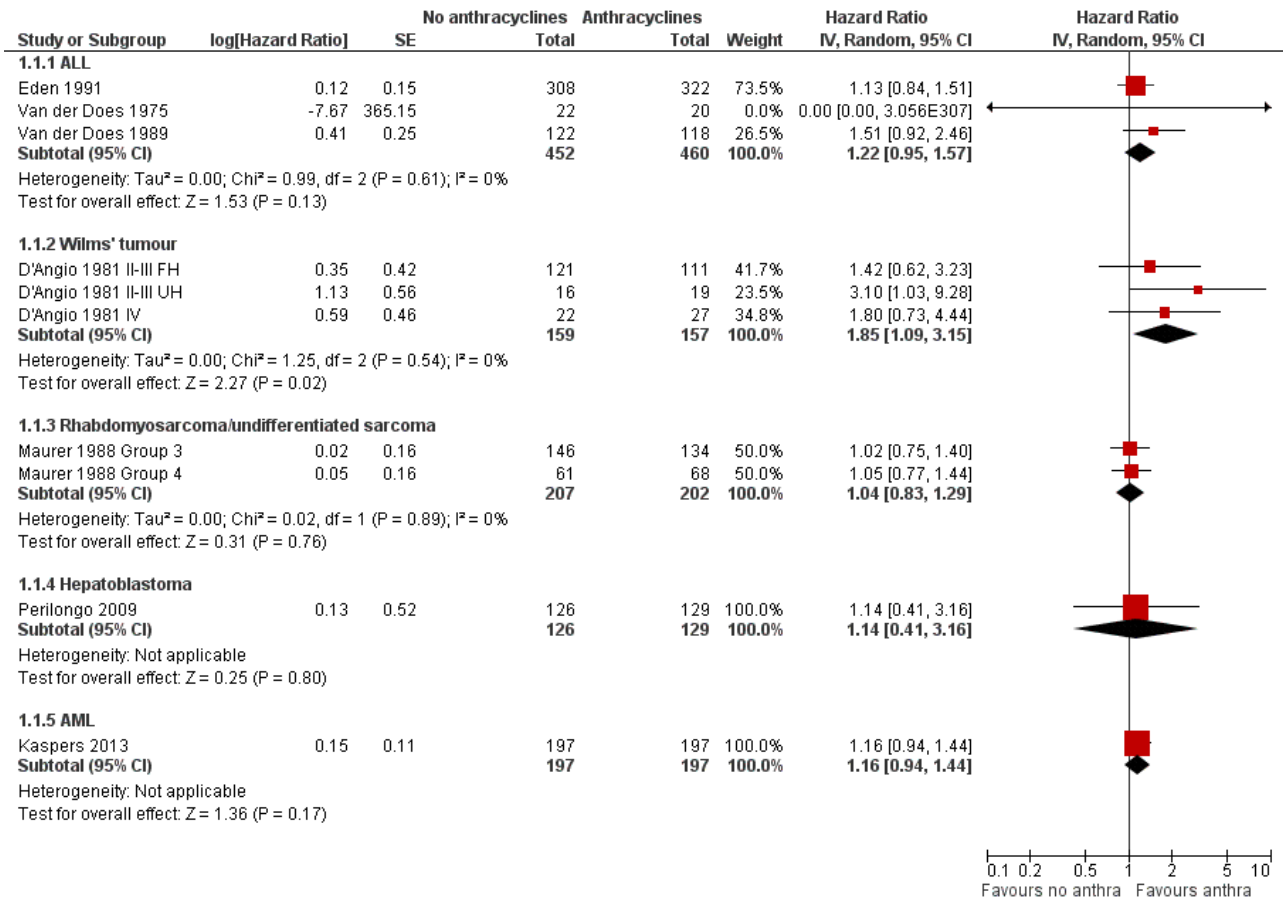 No anthracyclines Anthracyclines Hazard Ratio Hazard Ratio
Study or Subgroup log[Hazard Ratio] SE Total Total Weight IV, Random, 95% CI IV, Random, 95% CI
1.1.1 ALL
Eden 1991 0.12 0.15 308 322 73.5% 1.13 [0.84, 1.51]
Van der Does 1975 -7.67 365.15 22 20 0.0% 0.00 [0.00, 3.056E307]
Van der Does 1989 0.41 0.25 122 118 26.5% 1.51 [0.92, 2.46]
Subtotal (95% CI) 452 460 100.0% 1.22 [0.95, 1.57]
Heterogeneity: Tau² = 0.00; Chi² = 0.99, df = 2 (P = 0.61); I² = 0%
Test for overall effect: Z = 1.53 (P = 0.13)
1.1.2 Wilms' tumour
D'Angio 1981 II-III FH 0.35 0.42 121 111 41.7% 1.42 [0.62, 3.23]
D'Angio 1981 II-III UH 1.13 0.56 16 19 23.5% 3.10 [1.03, 9.28]
D'Angio 1981 IV 0.59 0.46 22 27 34.8% 1.80 [0.73, 4.44]
Subtotal (95% CI) 159 157 100.0% 1.85 [1.09, 3.15]
Heterogeneity: Tau² = 0.00; Chi² = 1.25, df = 2 (P = 0.54); I² = 0%
Test for overall effect: Z = 2.27 (P = 0.02)
1.1.3 Rhabdomyosarcoma/undifferentiated sarcoma
Maurer 1988 Group 3 0.02 0.16 146 134 50.0% 1.02 [0.75, 1.40]
Maurer 1988 Group 4 0.05 0.16 61 68 50.0% 1.05 [0.77, 1.44]
Subtotal (95% CI) 207 202 100.0% 1.04 [0.83, 1.29]
Heterogeneity: Tau² = 0.00; Chi² = 0.02, df = 1 (P = 0.89); I² = 0%
Test for overall effect: Z = 0.31 (P = 0.76)
1.1.4 Hepatoblastoma
Perilongo 2009 0.13 0.52 126 129 100.0% 1.14 [0.41, 3.16]
Subtotal (95% CI) 126 129 100.0% 1.14 [0.41, 3.16]
Heterogeneity: Not applicable
Test for overall effect: Z = 0.25 (P = 0.80)
1.1.5 AML
Kaspers 2013 0.15 0.11 197 197 100.0% 1.16 [0.94, 1.44]
Subtotal (95% CI) 197 197 100.0% 1.16 [0.94, 1.44]
Heterogeneity: Not applicable
Test for overall effect: Z = 1.36 (P = 0.17)
0.1 0.2 0.5 1 2 5 10
Favours no anthra Favours anthra